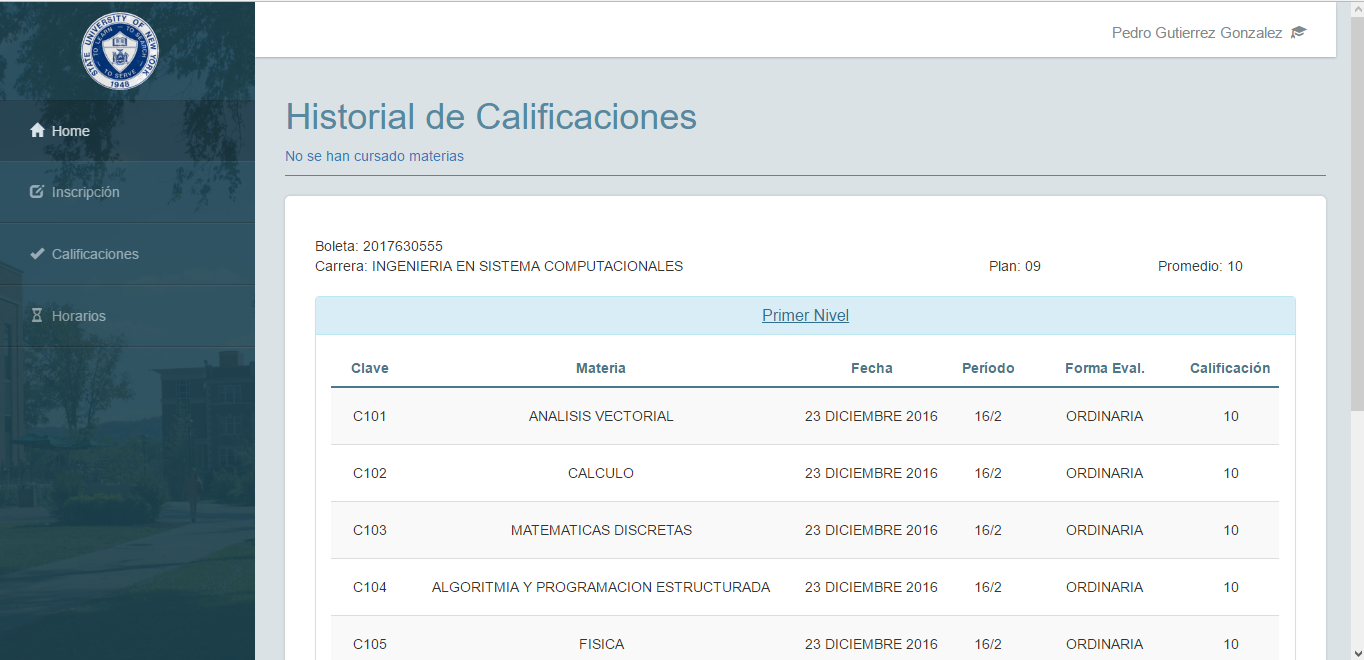 STATE UNIVERSITY OF NEW YORK
TO LEARN TO SEARCH
TO SERVE
1948
Pedro Gutierrez Gonzalez
Home
Inscripción
Calificaciones
Horarios
Historial de Calificaciones
No se han cursado materias
Boleta: 2017630555
Carrera: INGENIERIA EN SISTEMA COMPUTACIONALES Plan: 09 Promedio: 10
Primer Nivel
Clave Materia Fecha Período Forma Eval. Calificación
C101 ANALISIS VECTORIAL 23 DICIEMBRE 2016 16/2 ORDINARIA 10
C102 CALCULO 23 DICIEMBRE 2016 16/2 ORDINARIA 10
C103 MATEMATICAS DISCRETAS 23 DICIEMBRE 2016 16/2 ORDINARIA 10
C104 ALGORITMIA Y PROGRAMACION ESTRUCTURADA 23 DICIEMBRE 2016 16/2 ORDINARIA 10
C105 FISICA 23 DICIEMBRE 2016 16/2 ORDINARIA 10